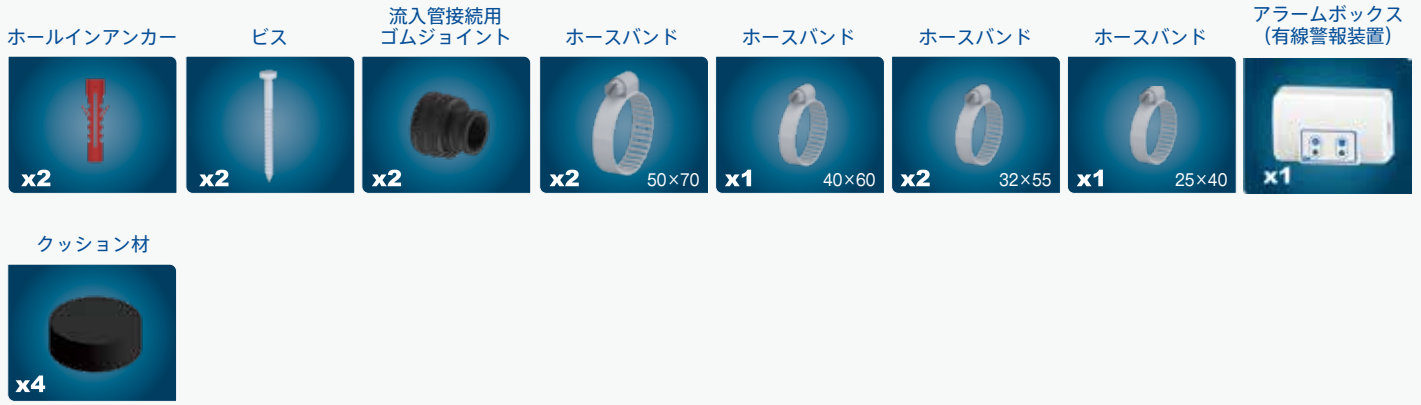 ホールインアンカー
x2
ビス
x2
流入管接続用
ゴムジョイント
x2
ホースバンド
x2 50×70
ホースバンド
x1 40×60
ホースバンド
x2 32×55
ホースバンド
x1 25×40
アラームボックス
（有線警報装置）
x1
クッション材
x4